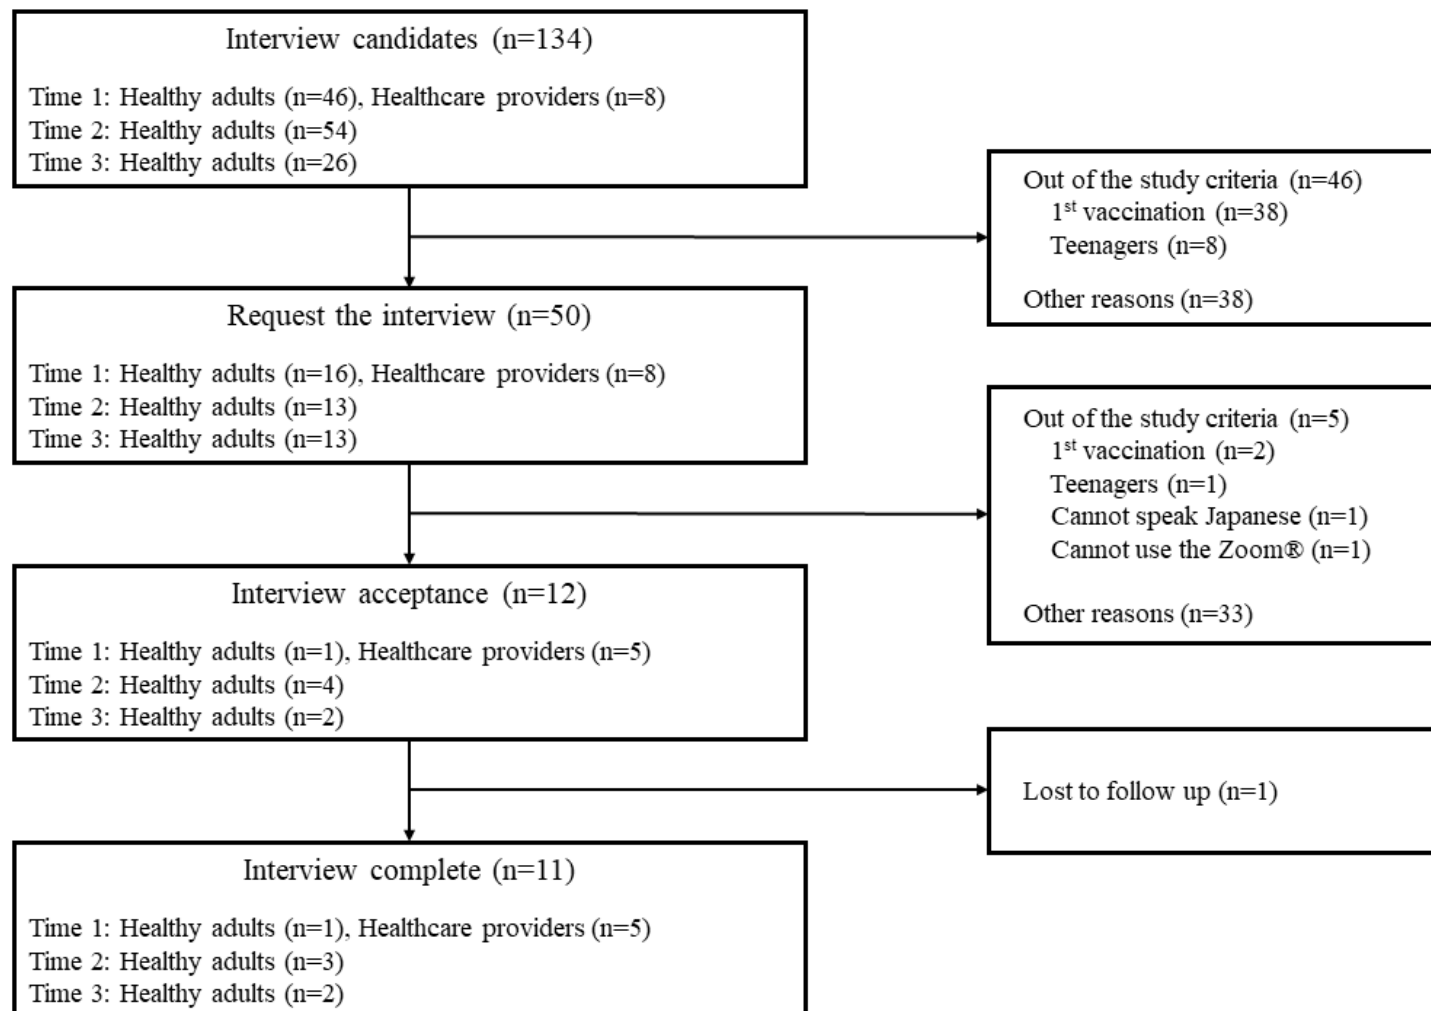 Interview candidates (n=134)
Time 1: Healthy adults (n=46), Healthcare providers (n=8)
Time 2: Healthy adults (n=54)
Time 3: Healthy adults (n=26)
Out of the study criteria (n=46)
1st vaccination (n=38)
Teenagers (n=8)
Other reasons (n=38)
Request the interview (n=50)
Time 1: Healthy adults (n=16), Healthcare providers (n=8)
Time 2: Healthy adults (n=13)
Time 3: Healthy adults (n=13)
Out of the study criteria (n=5)
1st vaccination (n=2)
Teenagers (n=1)
Cannot speak Japanese (n=1)
Cannot use the Zoom® (n=1)
Other reasons (n=33)
Interview acceptance (n=12)
Time 1: Healthy adults (n=1), Healthcare providers (n=5)
Time 2: Healthy adults (n=4)
Time 3: Healthy adults (n=2)
Lost to follow up (n=1)
Interview complete (n=11)
Time 1: Healthy adults (n=1), Healthcare providers (n=5)
Time 2: Healthy adults (n=3)
Time 3: Healthy adults (n=2)